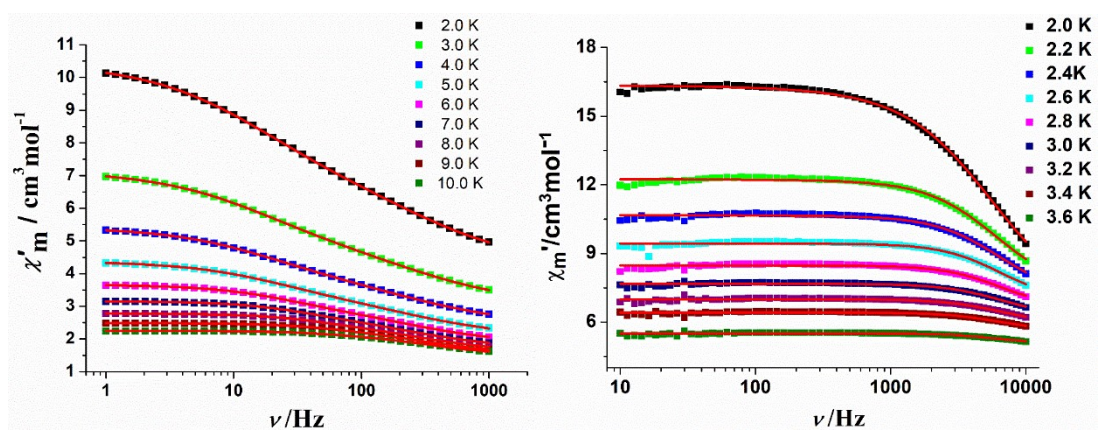 11
10
9
8
7
6
5
4
3
2
1
χ′m / cm3 mol-1
1
10
100
1000
ν /Hz
2.0 K
3.0 K
4.0 K
5.0 K
6.0 K
7.0 K
8.0 K
9.0 K
10.0 K
18
15
12
9
6
χm'/cm3mol-1
10
100
1000
10000
ν /Hz
2.0 K
2.2 K
2.4K
2.6 K
2.8 K
3.0 K
3.2 K
3.4 K
3.6 K